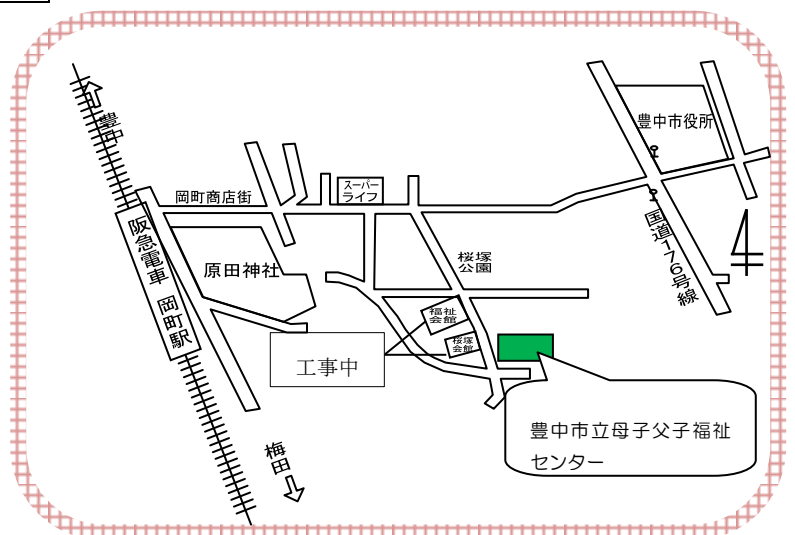 豊中
岡町商店街
スーパー
ライフ
豊中市役所
阪急電車 岡町駅
原田神社
桜塚
公園
国道176号線
福祉
会館
桜塚
会館
工事中
豊中市立母子父子福祉
センター
梅田